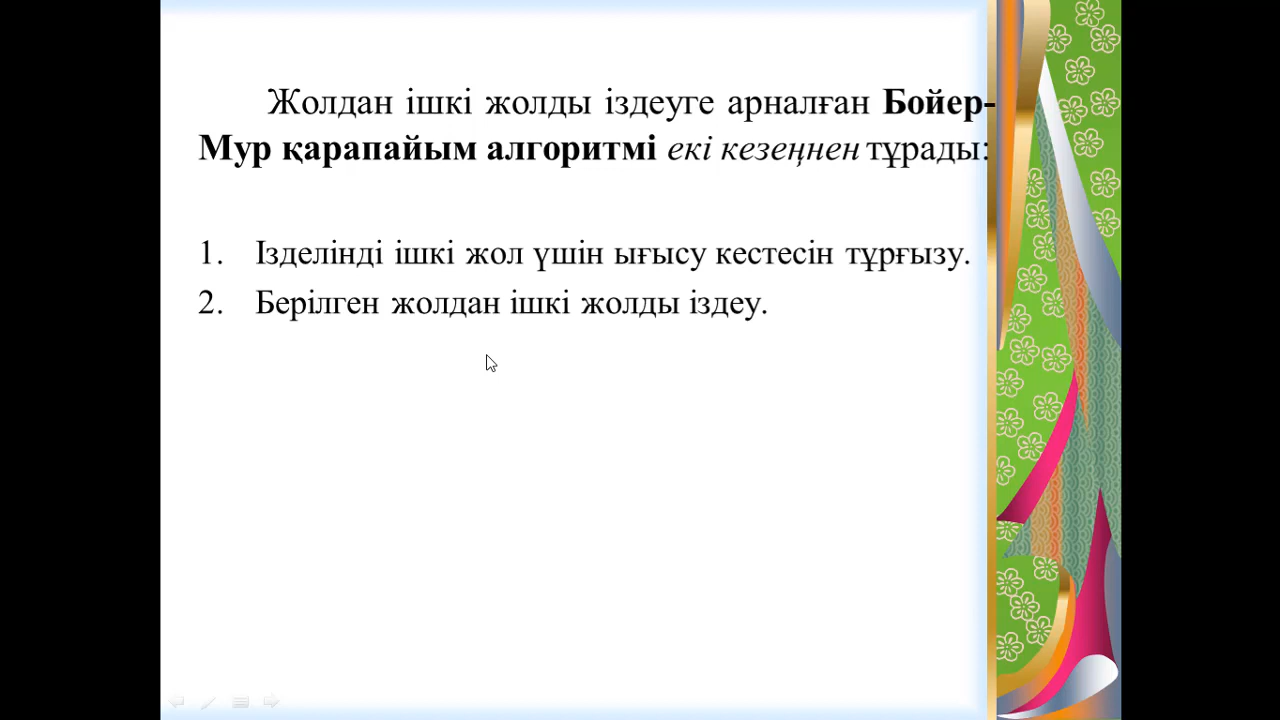 Жолдан ішкі жолды іздеуге арналған Бойер-
Мур қарапайым алгоритмі екі кезеңнен тұрады:
1. Ізделінді ішкі жол үшін ығысу кестесін тұрғызу.
2. Берілген жолдан ішкі жолды іздеу.